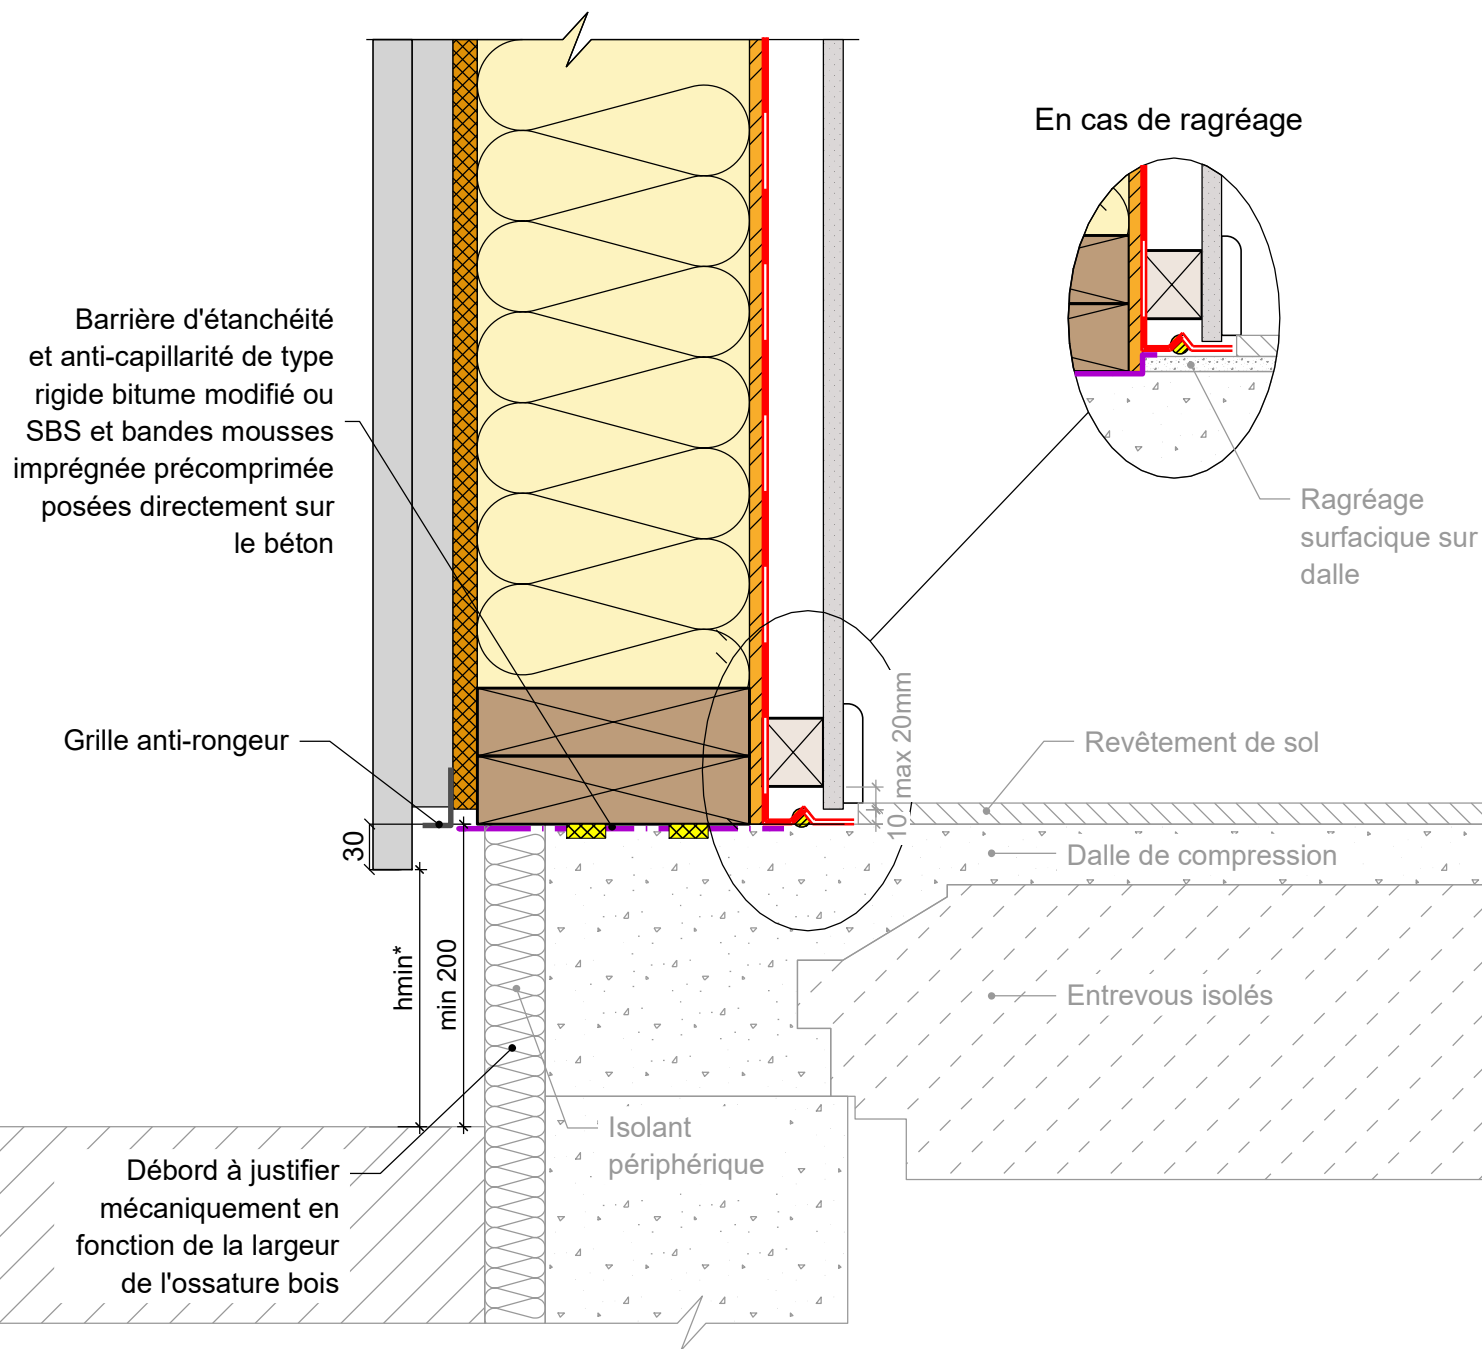 En cas de ragréage
Barrière d'étanchéité
et anti-capillarité de type
rigide bitume modifié ou
SBS et bandes mousses
imprégnée précomprimée
posées directement sur
le béton
Ragréage
surfacique sur
dalle
Grille anti-rongeur
10 max 20mm
Revêtement de sol
30
Dalle de compression
hmin*
min 200
Entrevous isolés
Isolant
périphérique
Débord à justifier
mécaniquement en
fonction de la largeur
de l'ossature bois